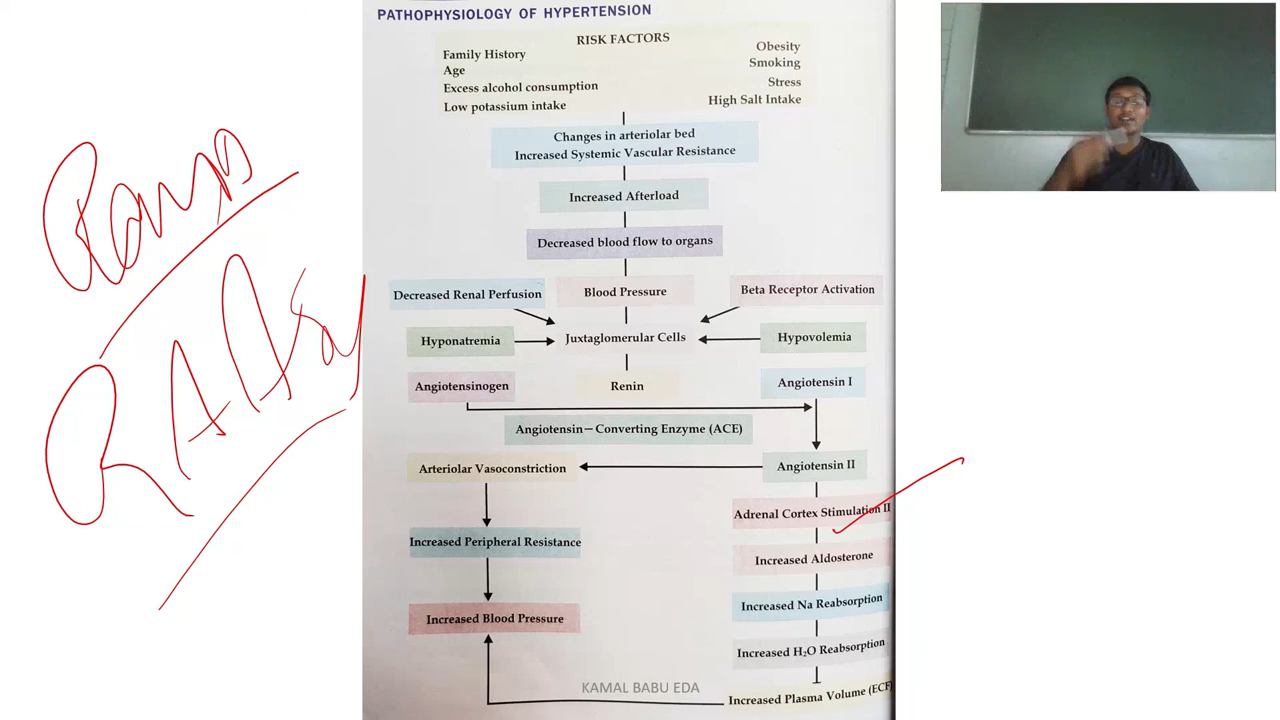 PATHOPHYSIOLOGY OF HYPERTENSION
RISK FACTORS
Family History
Age
Excess alcohol consumption
Low potassium intake
Obesity
Smoking
Stress
High Salt Intake
Changes in arteriolar bed
Increased Systemic Vascular Resistance
Increased Afterload
Decreased blood flow to organs
Decreased Renal Perfusion
Blood Pressure
Beta Receptor Activation
Hyponatremia
Juxtaglomerular Cells
Hypovolemia
Angiotensinogen
Renin
Angiotensin I
Angiotensin—Converting Enzyme (ACE)
Arteriolar Vasoconstriction
Angiotensin II
Adrenal Cortex Stimulation II
Increased Peripheral Resistance
Increased Aldosterone
Increased Na Reabsorption
Increased Blood Pressure
Increased H₂O Reabsorption
KAMAL BABU EDA
Increased Plasma Volume (ECF)